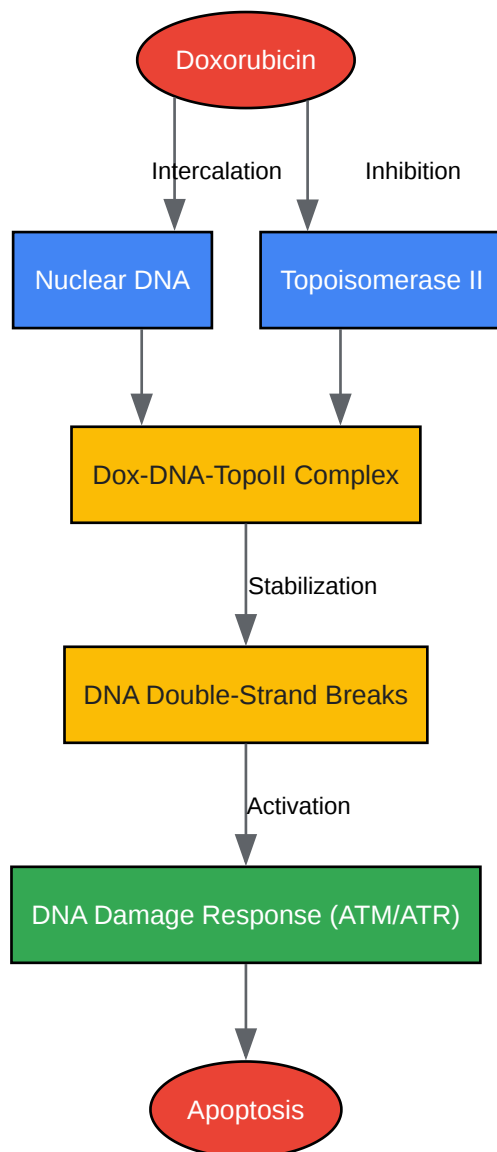 Doxorubicin
Intercalation
Inhibition
Nuclear DNA
Topoisomerase II
Dox-DNA-TopoII Complex
Stabilization
DNA Double-Strand Breaks
Activation
DNA Damage Response (ATM/ATR)
Apoptosis